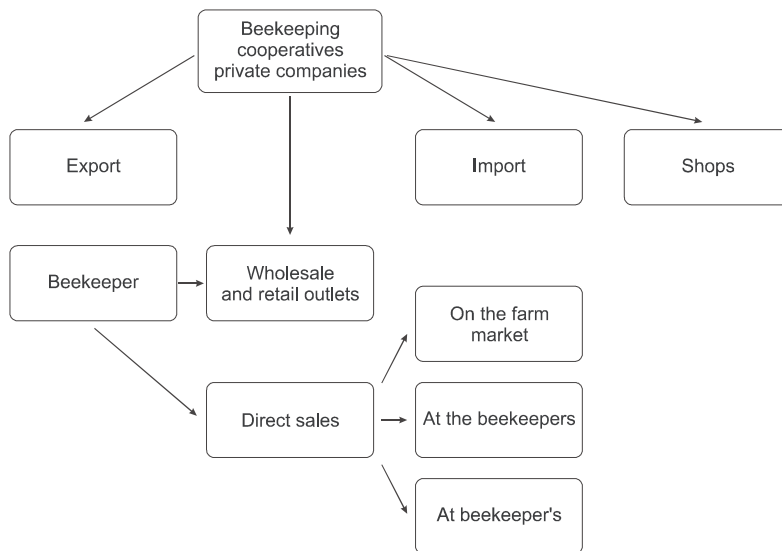 Beekeeping
cooperatives
private companies
Export
Import
Shops
Beekeeper
Wholesale
and retail outlets
On the farm
market
Direct sales
At the beekeepers
At beekeeper's